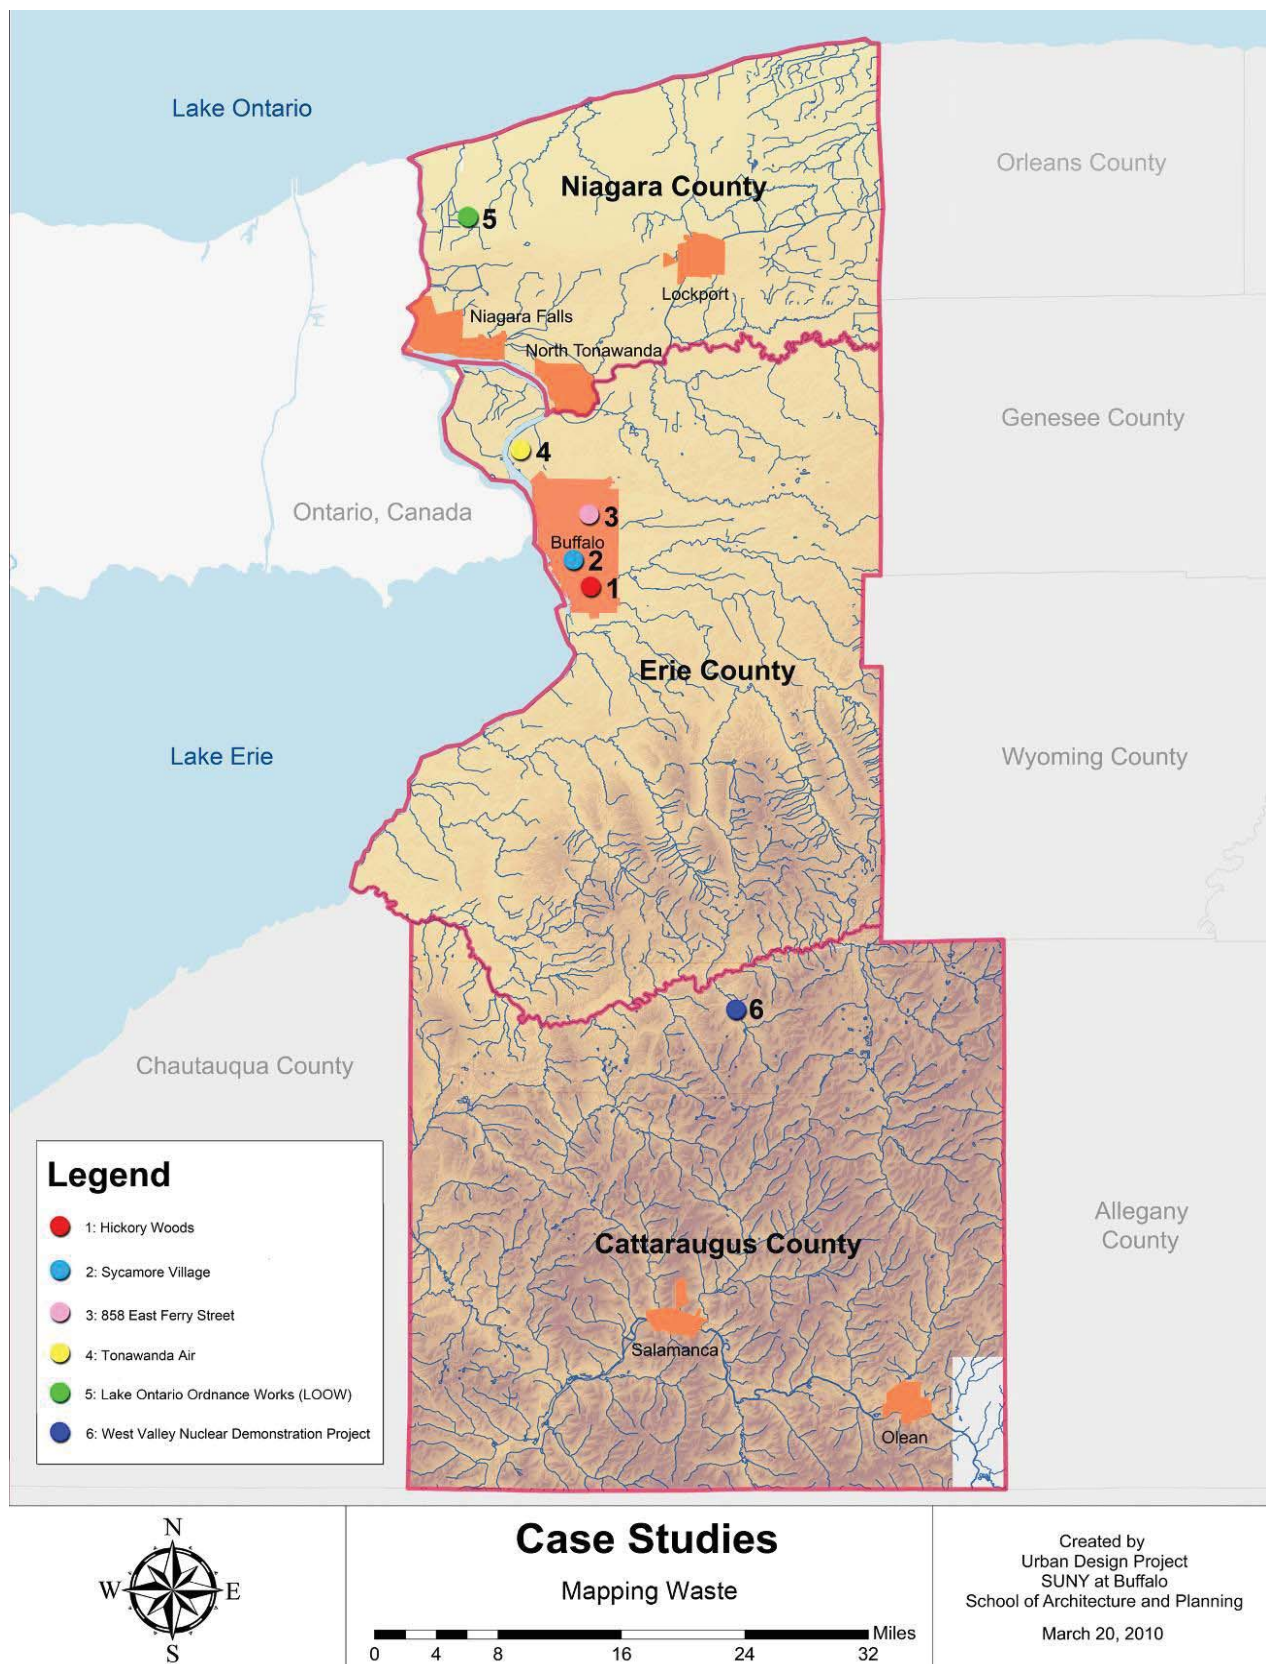 Lake Ontario
Orleans County
Niagara County
5
Lockport
Niagara Falls
North Tonawanda
Genesee County
4
Ontario, Canada
3
Buffalo
2
1
Erie County
Lake Erie
Wyoming County
6
Chautauqua County
Legend
1: Hickory Woods
2: Sycamore Village
3: 858 East Ferry Street
4: Tonawanda Air
5: Lake Ontario Ordnance Works (LOOW)
6: West Valley Nuclear Demonstration Project
Allegany
County
Cattaraugus County
Salamanca
Olean
N
W
E
S
Case Studies
Mapping Waste
Miles
0 4 8 16 24 32
Created by
Urban Design Project
SUNY at Buffalo
School of Architecture and Planning
March 20, 2010